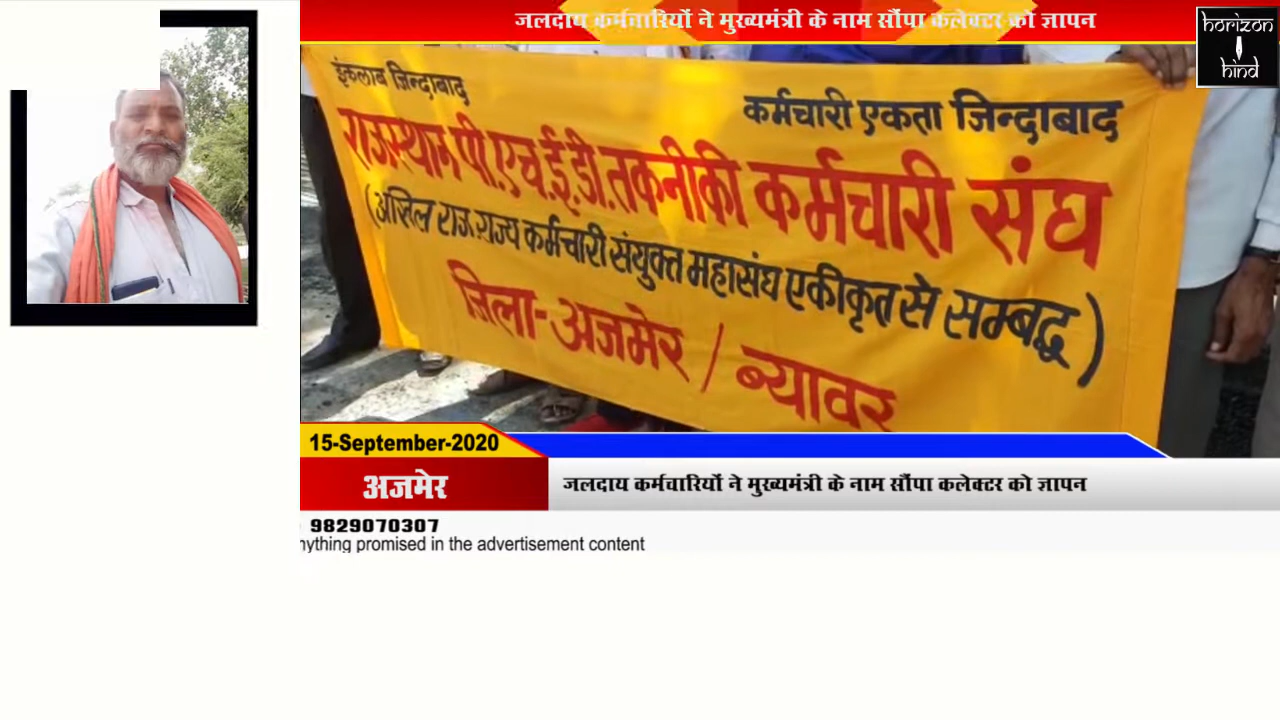 जलदाय कर्मचारियों ने मुख्यमंत्री के नाम सौंपा कलेक्टर को ज्ञापन
horizon
hind
इंकलाब जिन्दाबाद
कर्मचारी एकता जिन्दाबाद
राजस्थान पी.एच.ई.डी.तकनीकी कर्मचारी संघ
(अखिल राज.राज्य कर्मचारी संयुक्त महासंघ एकीकृत से सम्बद्ध)
जिला-अजमेर / ब्यावर
15-September-2020
अजमेर
जलदाय कर्मचारियों ने मुख्यमंत्री के नाम सौंपा कलेक्टर को ज्ञापन
9829070307
promised in the advertisement content